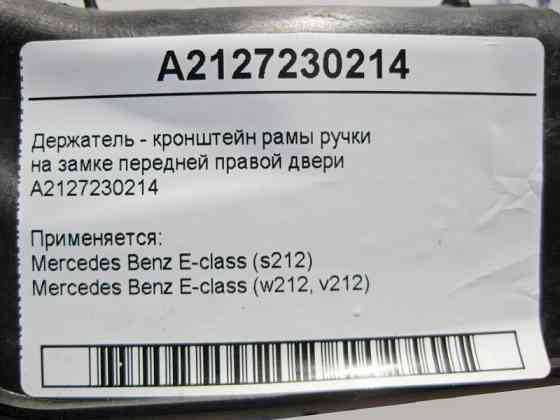 A2127230214
Держатель - кронштейн рамы ручки
на замке передней правой двери
A2127230214
Применяется:
Mercedes Benz E-class (s212)
Mercedes Benz E-class (w212, v212)